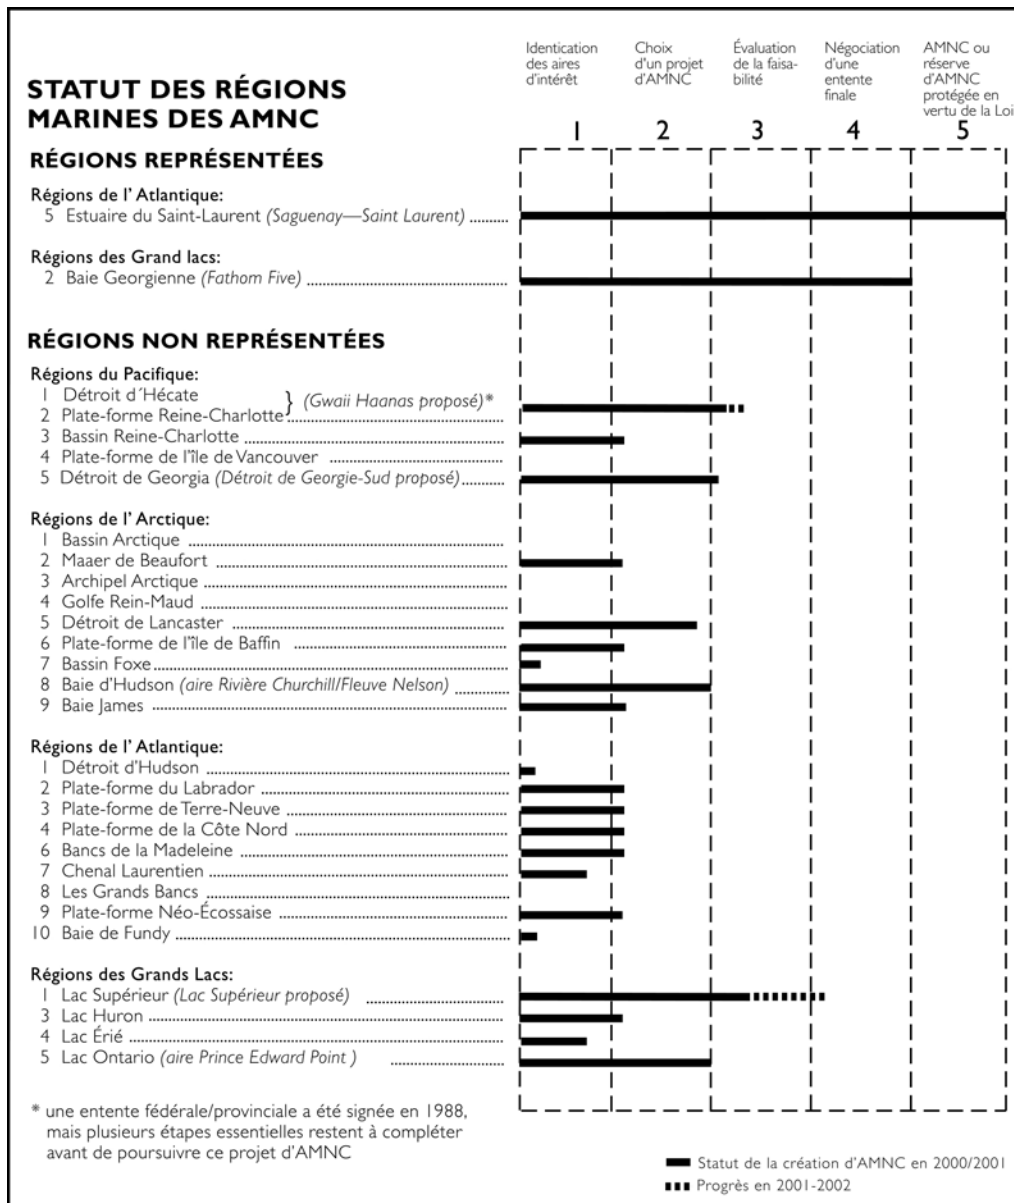 Identication des aires d'intérêt
Choix d'un projet d'AMNC
Évaluation de la faisa-bilité
Négociation d'une entente finale
AMNC ou réserve d'AMNC protégée en vertu de la Loi
STATUT DES RÉGIONS
MARINES DES AMNC
1 2 3 4 5
RÉGIONS REPRÉSENTÉES
Régions de l' Atlantique:
5 Estuaire du Saint-Laurent (Saguenay—Saint Laurent)
Régions des Grand lacs:
2 Baie Georgienne (Fathom Five)
RÉGIONS NON REPRÉSENTÉES
Régions du Pacifique:
1 Détroit d´Hécate
2 Plate-forme Reine-Charlotte } (Gwaii Haanas proposé)*
3 Bassin Reine-Charlotte
4 Plate-forme de l'île de Vancouver
5 Détroit de Georgia (Détroit de Georgie-Sud proposé)
Régions de l' Arctique:
1 Bassin Arctique
2 Maaer de Beaufort
3 Archipel Arctique
4 Golfe Rein-Maud
5 Détroit de Lancaster
6 Plate-forme de l'île de Baffin
7 Bassin Foxe
8 Baie d'Hudson (aire Rivière Churchill/Fleuve Nelson)
9 Baie James
Régions de l' Atlantique:
1 Détroit d'Hudson
2 Plate-forme du Labrador
3 Plate-forme de Terre-Neuve
4 Plate-forme de la Côte Nord
6 Bancs de la Madeleine
7 Chenal Laurentien
8 Les Grands Bancs
9 Plate-forme Néo-Écossaise
10 Baie de Fundy
Régions des Grands Lacs:
1 Lac Supérieur (Lac Supérieur proposé)
3 Lac Huron
4 Lac Érié
5 Lac Ontario (aire Prince Edward Point )
* une entente fédérale/provinciale a été signée en 1988,
mais plusieurs étapes essentielles restent à compléter
avant de poursuivre ce projet d'AMNC
Statut de la création d'AMNC en 2000/2001
Progrès en 2001-2002